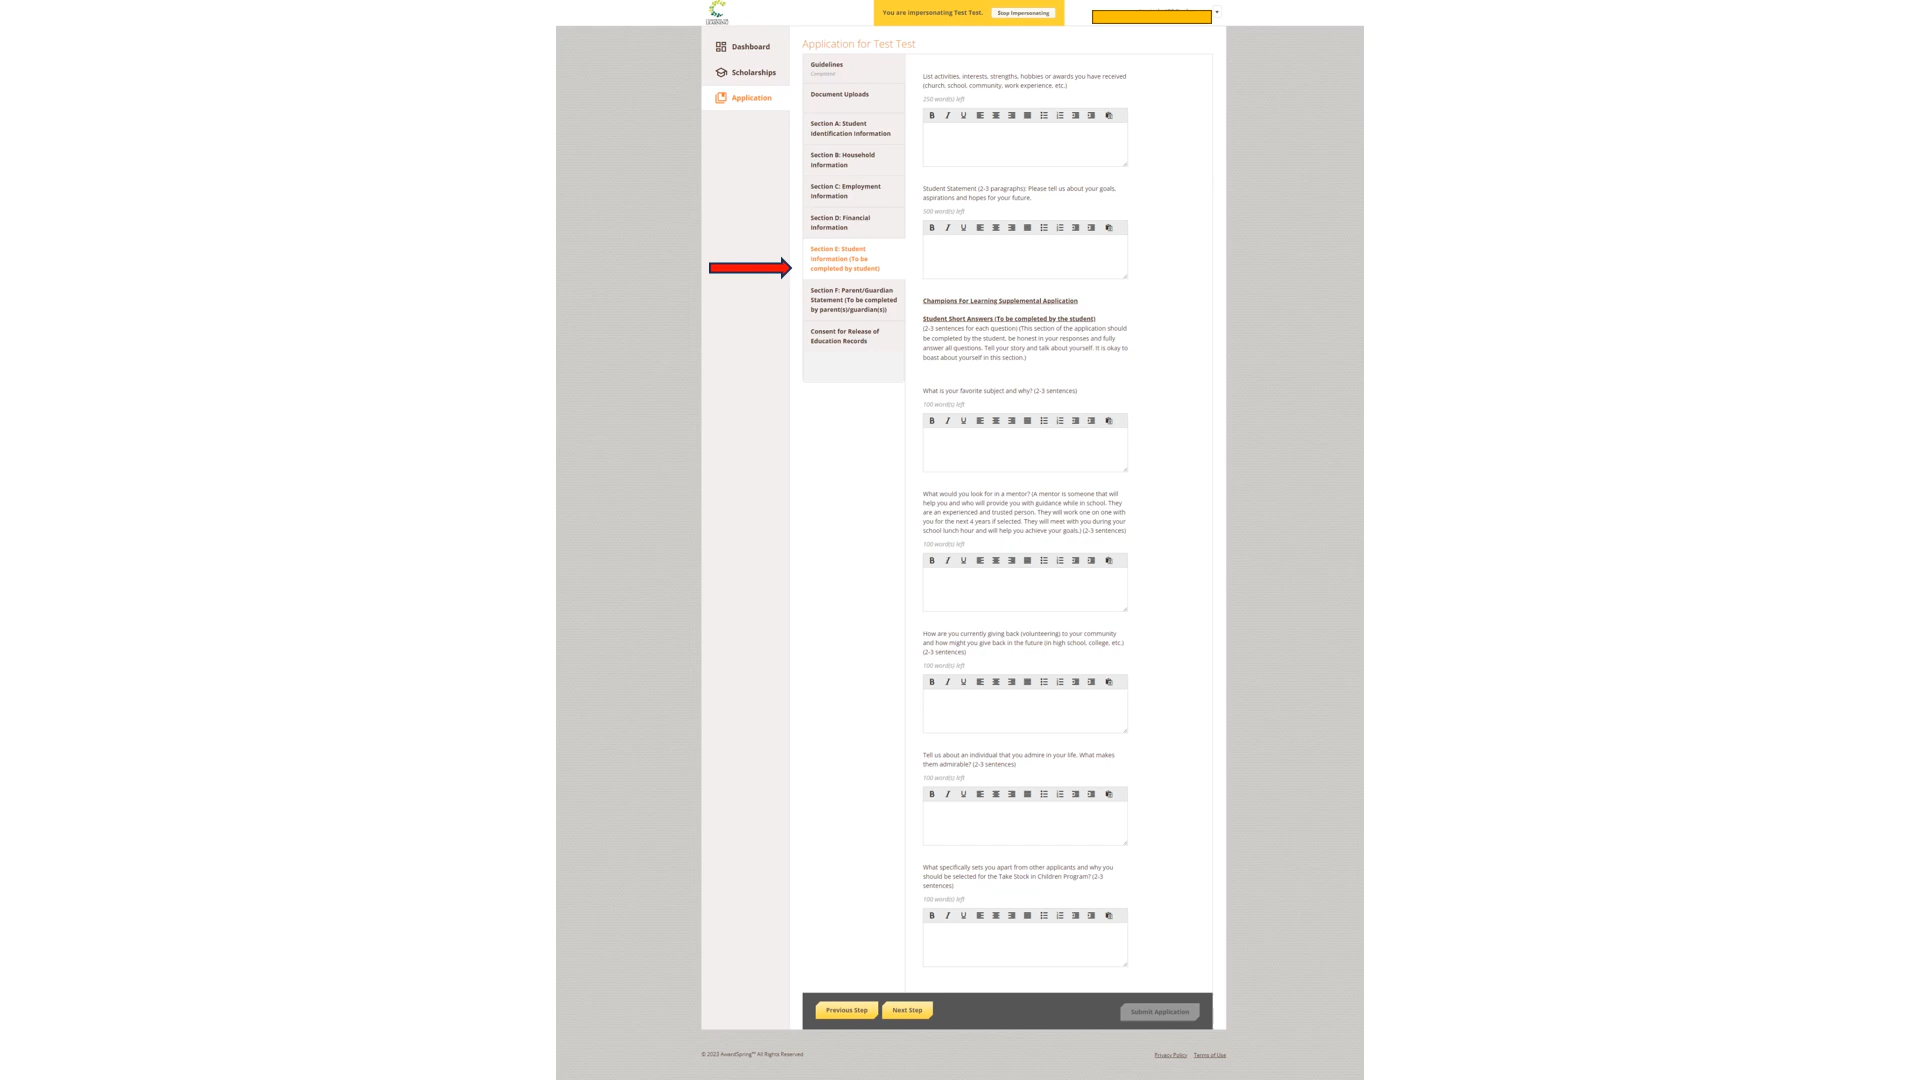 LEARNING
You are impersonating Test Test.
Stop Impersonating
Dashboard
Scholarships
Application
Application for Test Test
Guidelines
Completed
Document Uploads
Section A: Student
Identification Information
Section B: Household
Information
Section C: Employment
Information
Section D: Financial
Information
Section E: Student
Information (To be
completed by student)
Section F: Parent/Guardian
Statement (To be completed
by parent(s)/guardian(s))
Consent for Release of
Education Records
List activities, interests, strengths, hobbies or awards you have received
(church, school, community, work experience, etc.)
250 word(s) left
Student Statement (2-3 paragraphs): Please tell us about your goals,
aspirations and hopes for your future.
500 word(s) left
Champions For Learning Supplemental Application
Student Short Answers (To be completed by the student)
(2-3 sentences for each question) (This section of the application should
be completed by the student, be honest in your responses and fully
answer all questions. Tell your story and talk about yourself. It is okay to
boast about yourself in this section.)
What is your favorite subject and why? (2-3 sentences)
100 word(s) left
What would you look for in a mentor? (A mentor is someone that will
help you and who will provide you with guidance while in school. They
are an experienced and trusted person. They will work one on one with
you for the next 4 years if selected. They will meet with you during your
school lunch hour and will help you achieve your goals.) (2-3 sentences)
100 word(s) left
How are you currently giving back (volunteering) to your community
and how might you give back in the future (in high school, college, etc.)
(2-3 sentences)
100 word(s) left
Tell us about an individual that you admire in your life. What makes
them admirable? (2-3 sentences)
100 word(s) left
What specifically sets you apart from other applicants and why you
should be selected for the Take Stock in Children Program? (2-3
sentences)
100 word(s) left
Previous Step
Next Step
Submit Application
© 2023 AwardSpring™ All Rights Reserved
Privacy Policy
Terms of Use